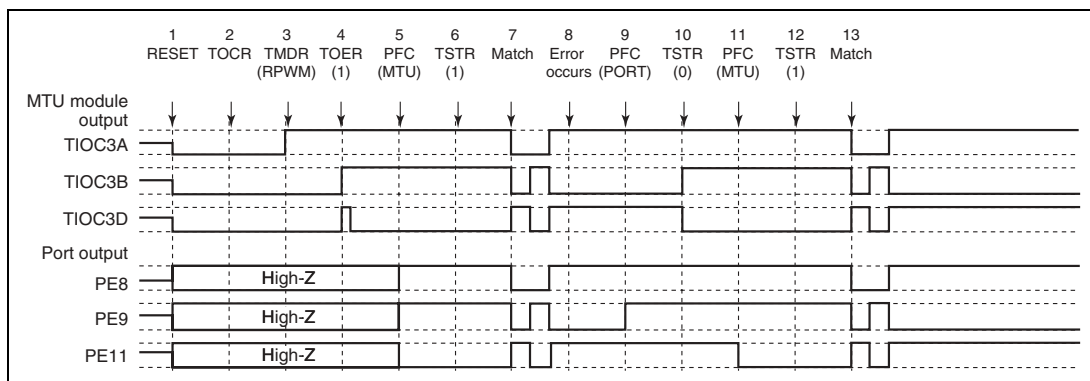 1 2 3 4 5 6 7 8 9 10 11 12 13
RESET TOCR TMDR TOER PFC TSTR Match Error PFC TSTR PFC TSTR Match
(RPWM) (1) (MTU) (1) occurs (PORT) (0) (MTU) (1)
MTU module
output
TIOC3A
TIOC3B
TIOC3D
Port output
PE8 High-Z
PE9 High-Z
PE11 High-Z